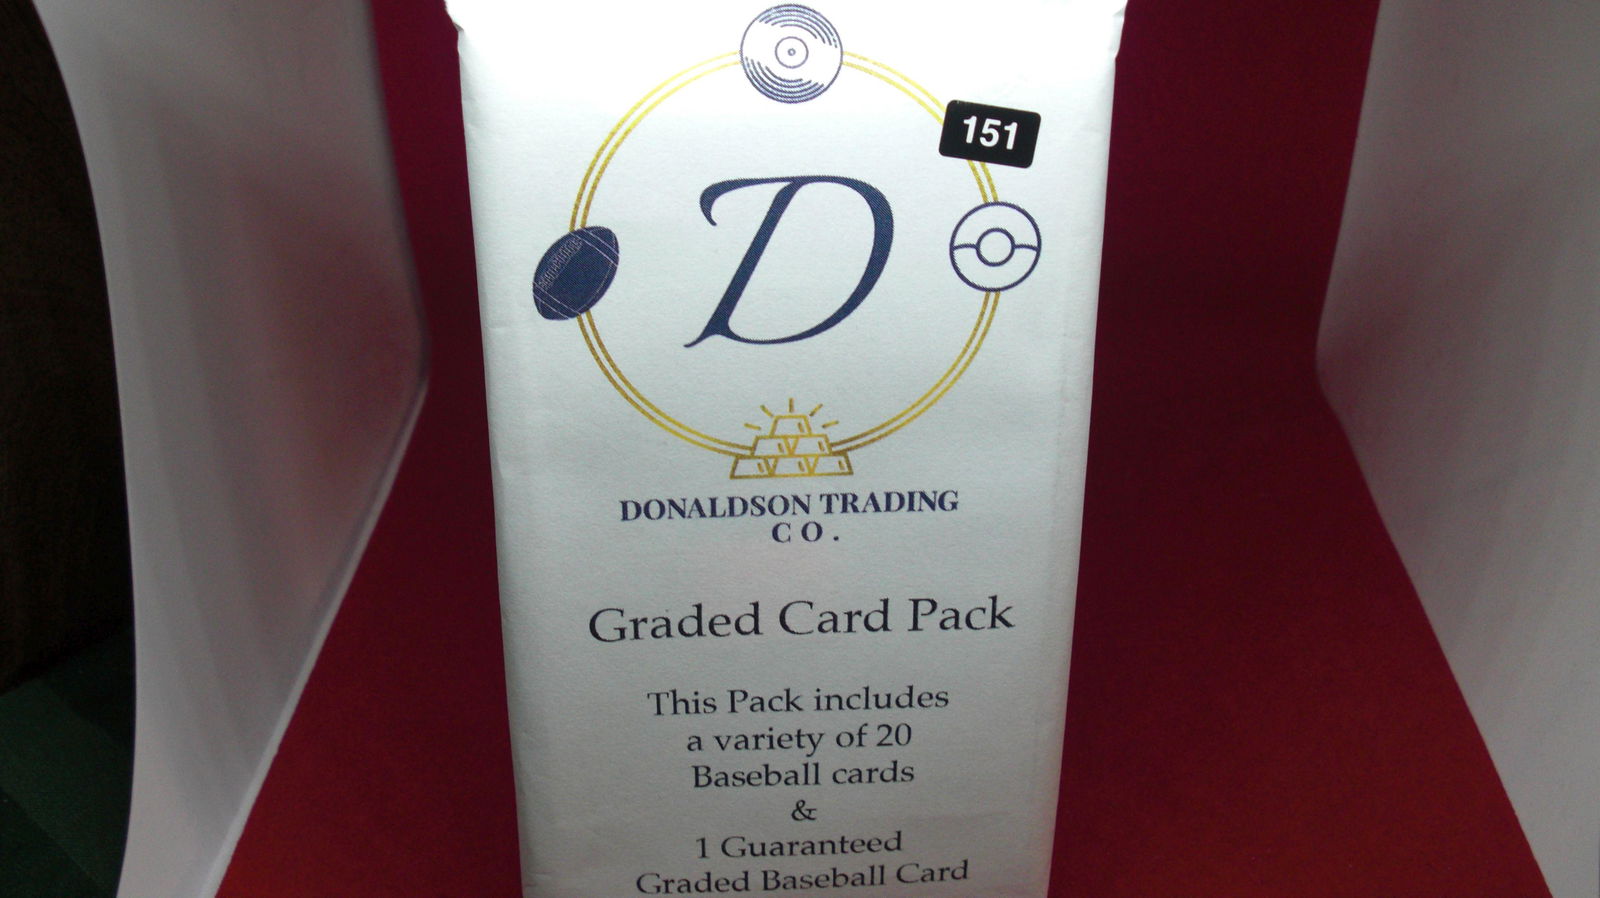 151
D
DONALDSON TRADING
CO.
Graded Card Pack
This Pack includes
a variety of 20
Baseball cards
&
1 Guaranteed
Graded Baseball Card